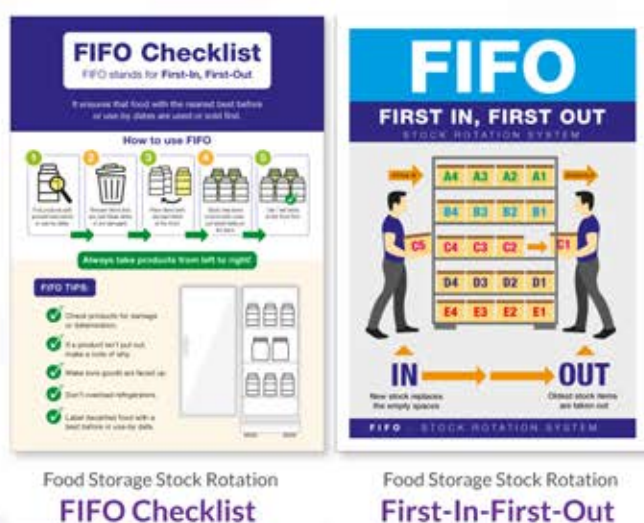 FIFO Checklist
FIFO stands for First-In, First-Out
It ensures that food with the nearest best before
or use by dates are used or sold first.
How to use FIFO
1
2
3
4
5
Always take products from left to right!
FIFO TIPS:
Check products for damage
or deterioration.
If a product isn't put out,
make a note of why.
Make sure goods are faced up.
Don't overload refrigerators.
Label decanted food with a
best before or use-by date.
Food Storage Stock Rotation
FIFO Checklist
FIFO
FIRST IN, FIRST OUT
STOCK ROTATION SYSTEM
A4 A3 A2 A1
B4 B3 B2 B1
C5 C4 C3 C2 C1
D4 D3 D2 D1
E4 E3 E2 E1
IN OUT
New stock replaces
the empty spaces
Oldest stock items
are taken out
FIFO - STOCK ROTATION SYSTEM
Food Storage Stock Rotation
First-In-First-Out